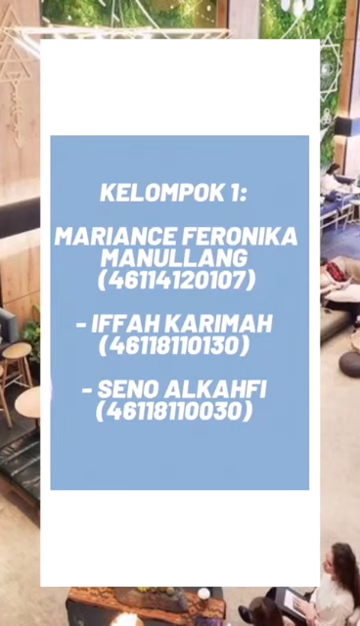 KELOMPOK 1:
MARIANCE FERONIKA
MANULLANG
(46114120107)
- IFFAH KARIMAH
(46118110130)
- SENO ALKAHFI
(46118110030)